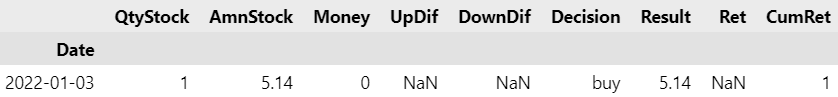 QtyStock AmnStock Money UpDif DownDif Decision Result Ret CumRet
Date
2022-01-03 1 5.14 0 NaN NaN buy 5.14 NaN 1